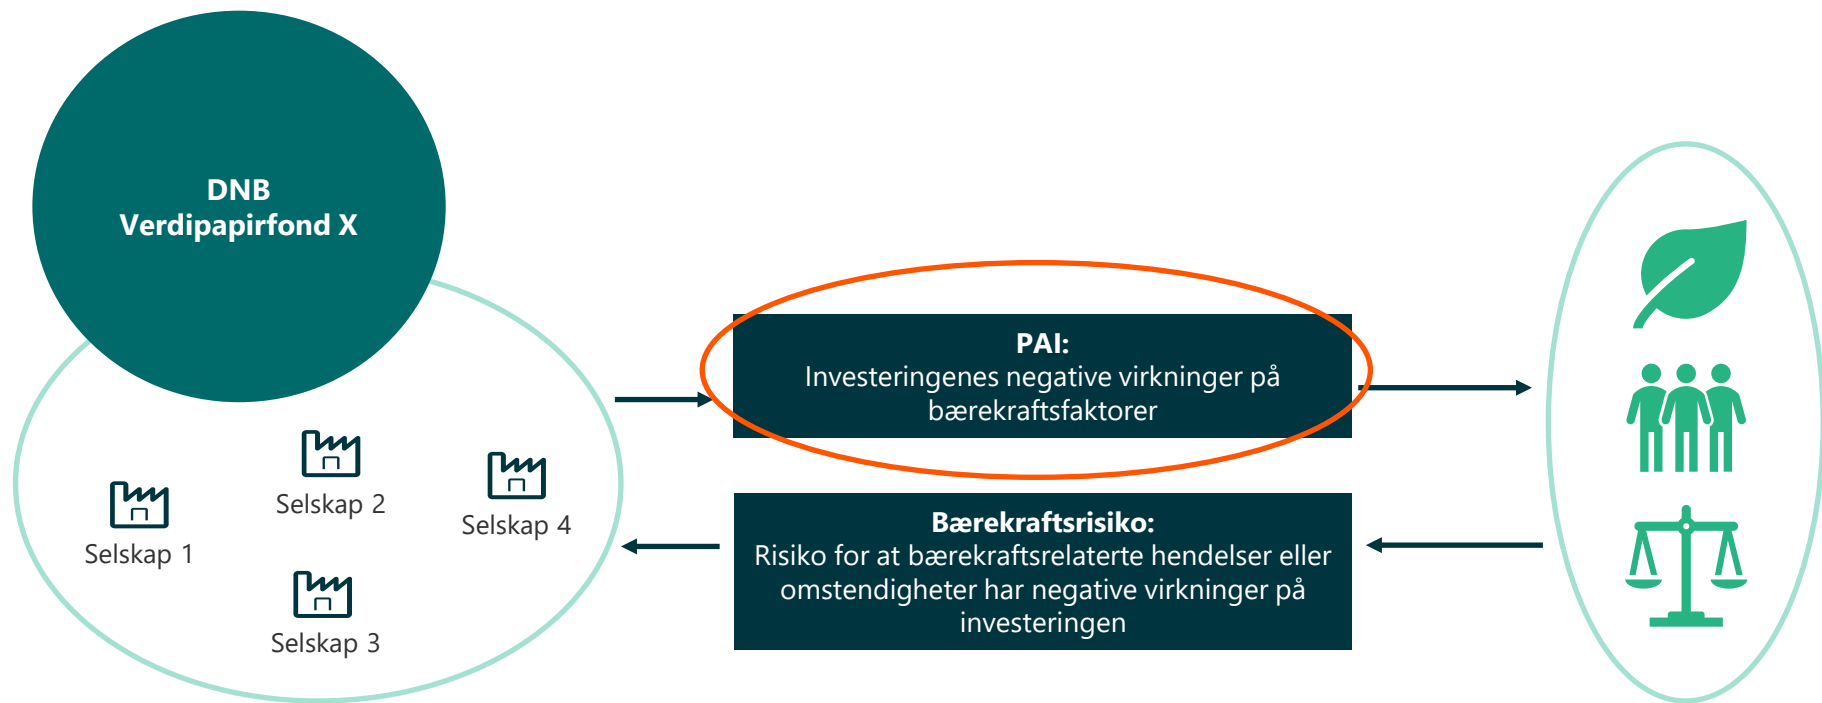 DNB
Verdipapirfond X
Selskap 1
Selskap 2
Selskap 3
Selskap 4
PAI:
Investeringenes negative virkninger på
bærekraftsfaktorer
Bærekraftsrisiko:
Risiko for at bærekraftsrelaterte hendelser eller
omstendigheter har negative virkninger på
investeringen